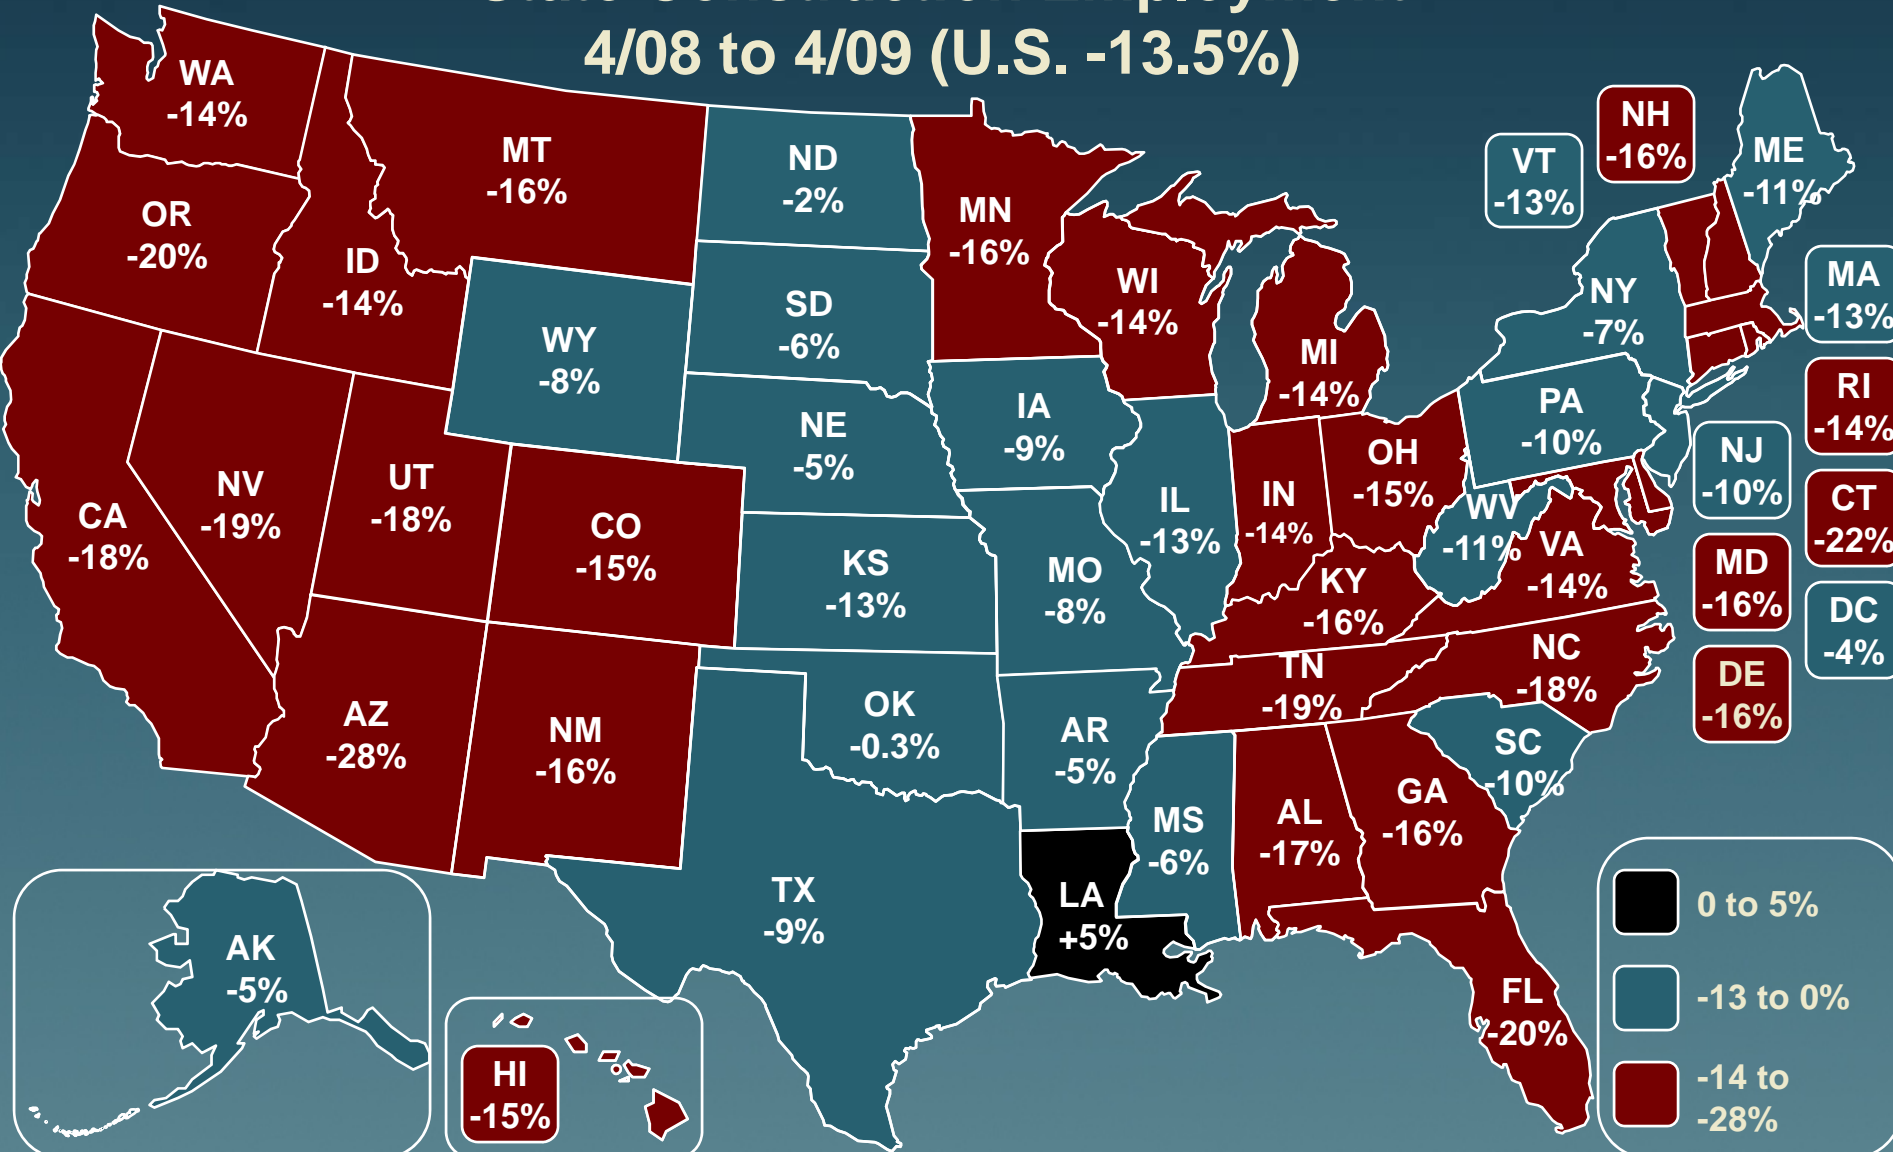 State Construction Employment
4/08 to 4/09 (U.S. -13.5%)
WA
-14%
MT
-16%
ND
-2%
MN
-16%
VT
-13%
NH
-16%
ME
-11%
OR
-20%
ID
-14%
WY
-8%
SD
-6%
WI
-14%
MI
-14%
NY
-7%
MA
-13%
RI
-14%
CA
-18%
NV
-19%
UT
-18%
CO
-15%
NE
-5%
IA
-9%
IL
-13%
IN
-14%
OH
-15%
PA
-10%
NJ
-10%
CT
-22%
KS
-13%
MO
-8%
KY
-16%
WV
-11%
VA
-14%
MD
-16%
DC
-4%
AZ
-28%
NM
-16%
OK
-0.3%
AR
-5%
TN
-19%
NC
-18%
DE
-16%
TX
-9%
LA
+5%
MS
-6%
AL
-17%
GA
-16%
SC
-10%
FL
-20%
AK
-5%
HI
-15%
0 to 5%
-13 to 0%
-14 to
-28%